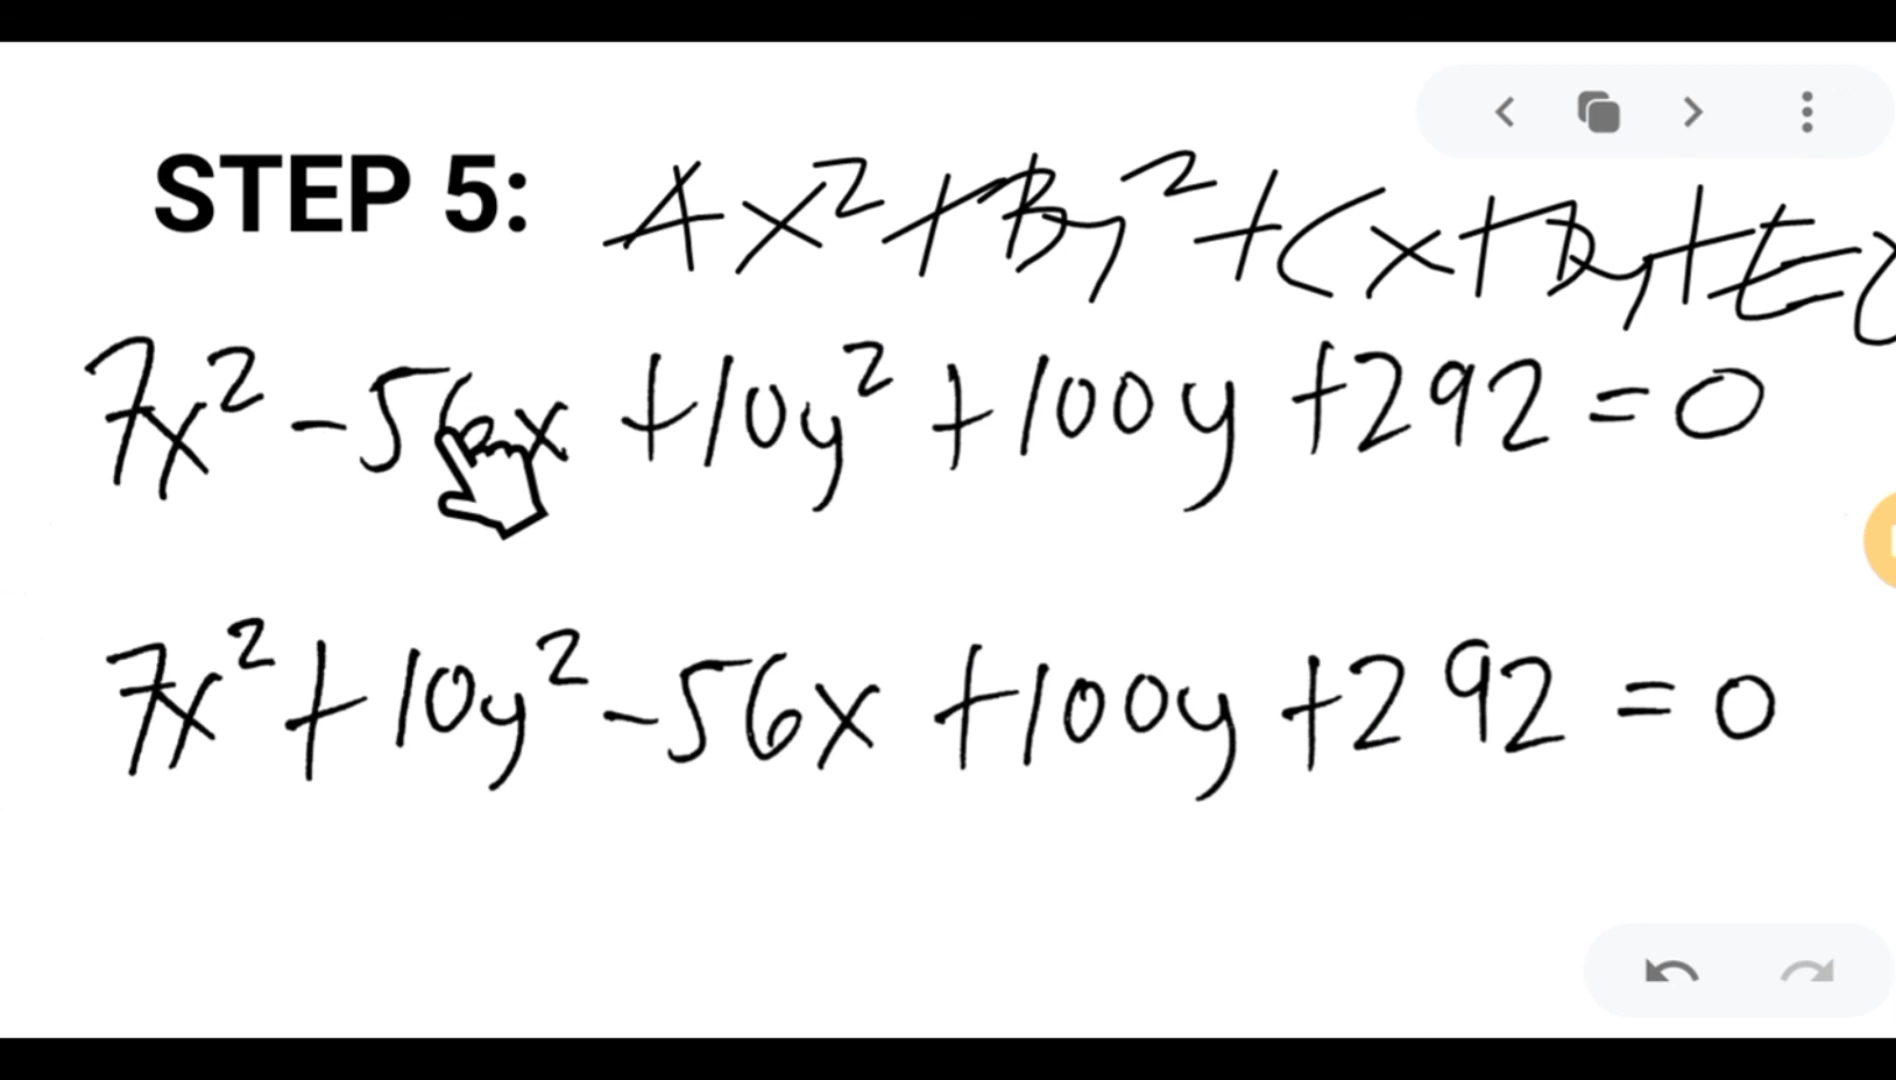 STEP 5: Ax² + By² + Cx + Dy + E = 0
7x² - 56x + 10y² + 100y + 292 = 0
7x² + 10y² - 56x + 100y + 292 = 0